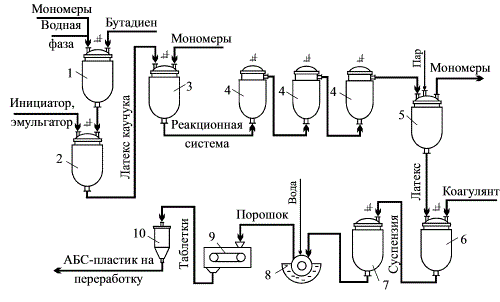 Мономеры
Водная
фаза
Бутадиен
Мономеры
Пар
Мономеры
1
3
4
4
4
5
Инициатор,
эмульгатор
2
Латекс каучука
Реакционная
система
Латекс
Коагулянт
Вода
Порошок
10
9
8
7
6
Таблетки
Суспензия
АБС-пластик на
переработку